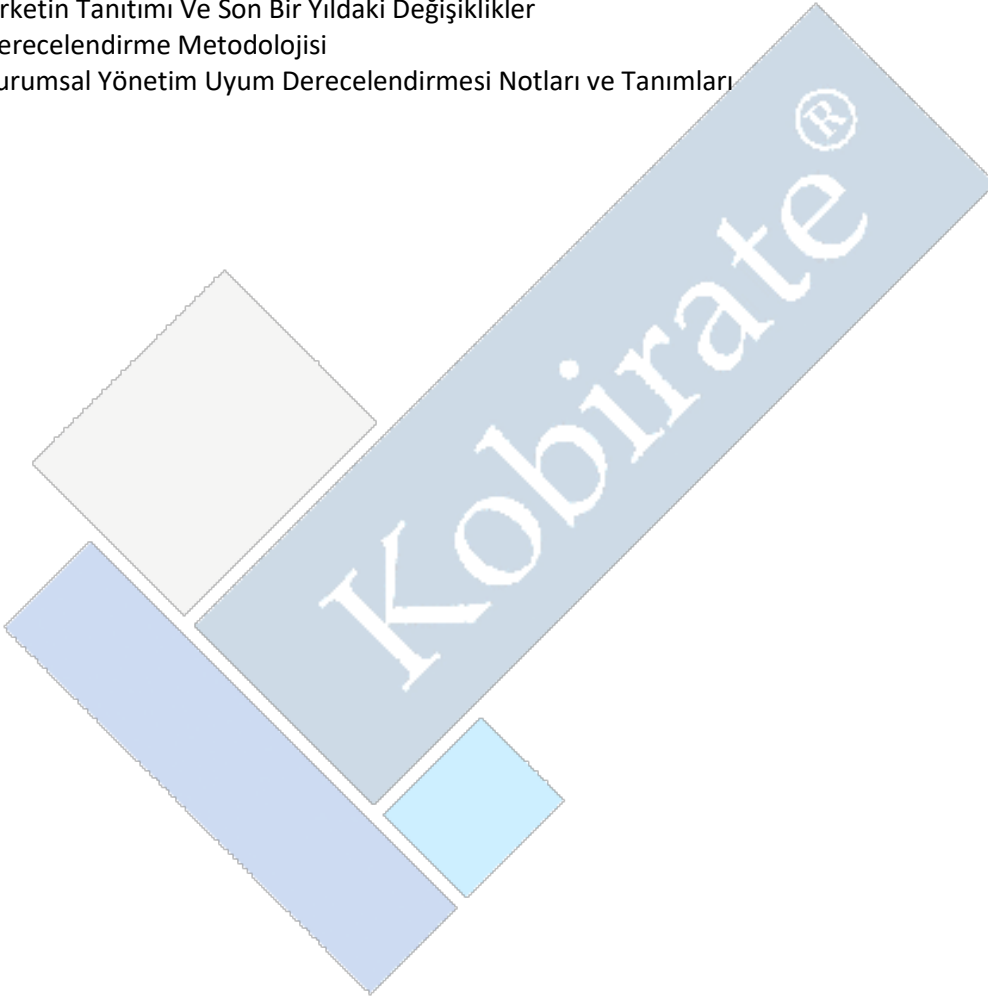 rketin Tanıtımı Ve Son Bir Yıldaki Değişiklikler
erecelendirme Metodolojisi
urumsal Yönetim Uyum Derecelendirmesi Notları ve Tanımları
Kobirate ®